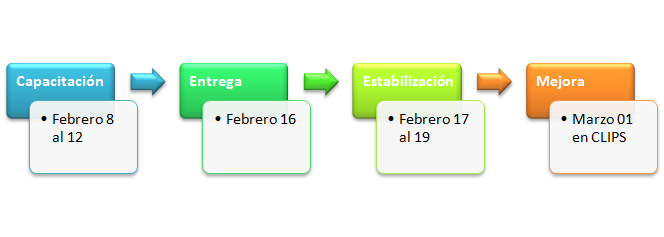 Capacitación
• Febrero 8
al 12
Entrega
• Febrero 16
Estabilización
• Febrero 17
al 19
Mejora
• Marzo 01
en CLIPS